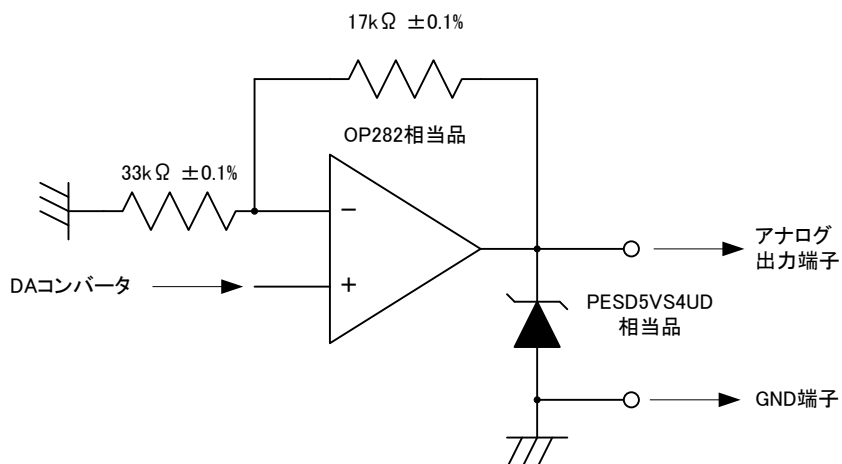 17kΩ ±0.1%
OP282相当品
33kΩ ±0.1%
−
+
DAコンバータ
アナログ
出力端子
PESD5VS4UD
相当品
GND端子